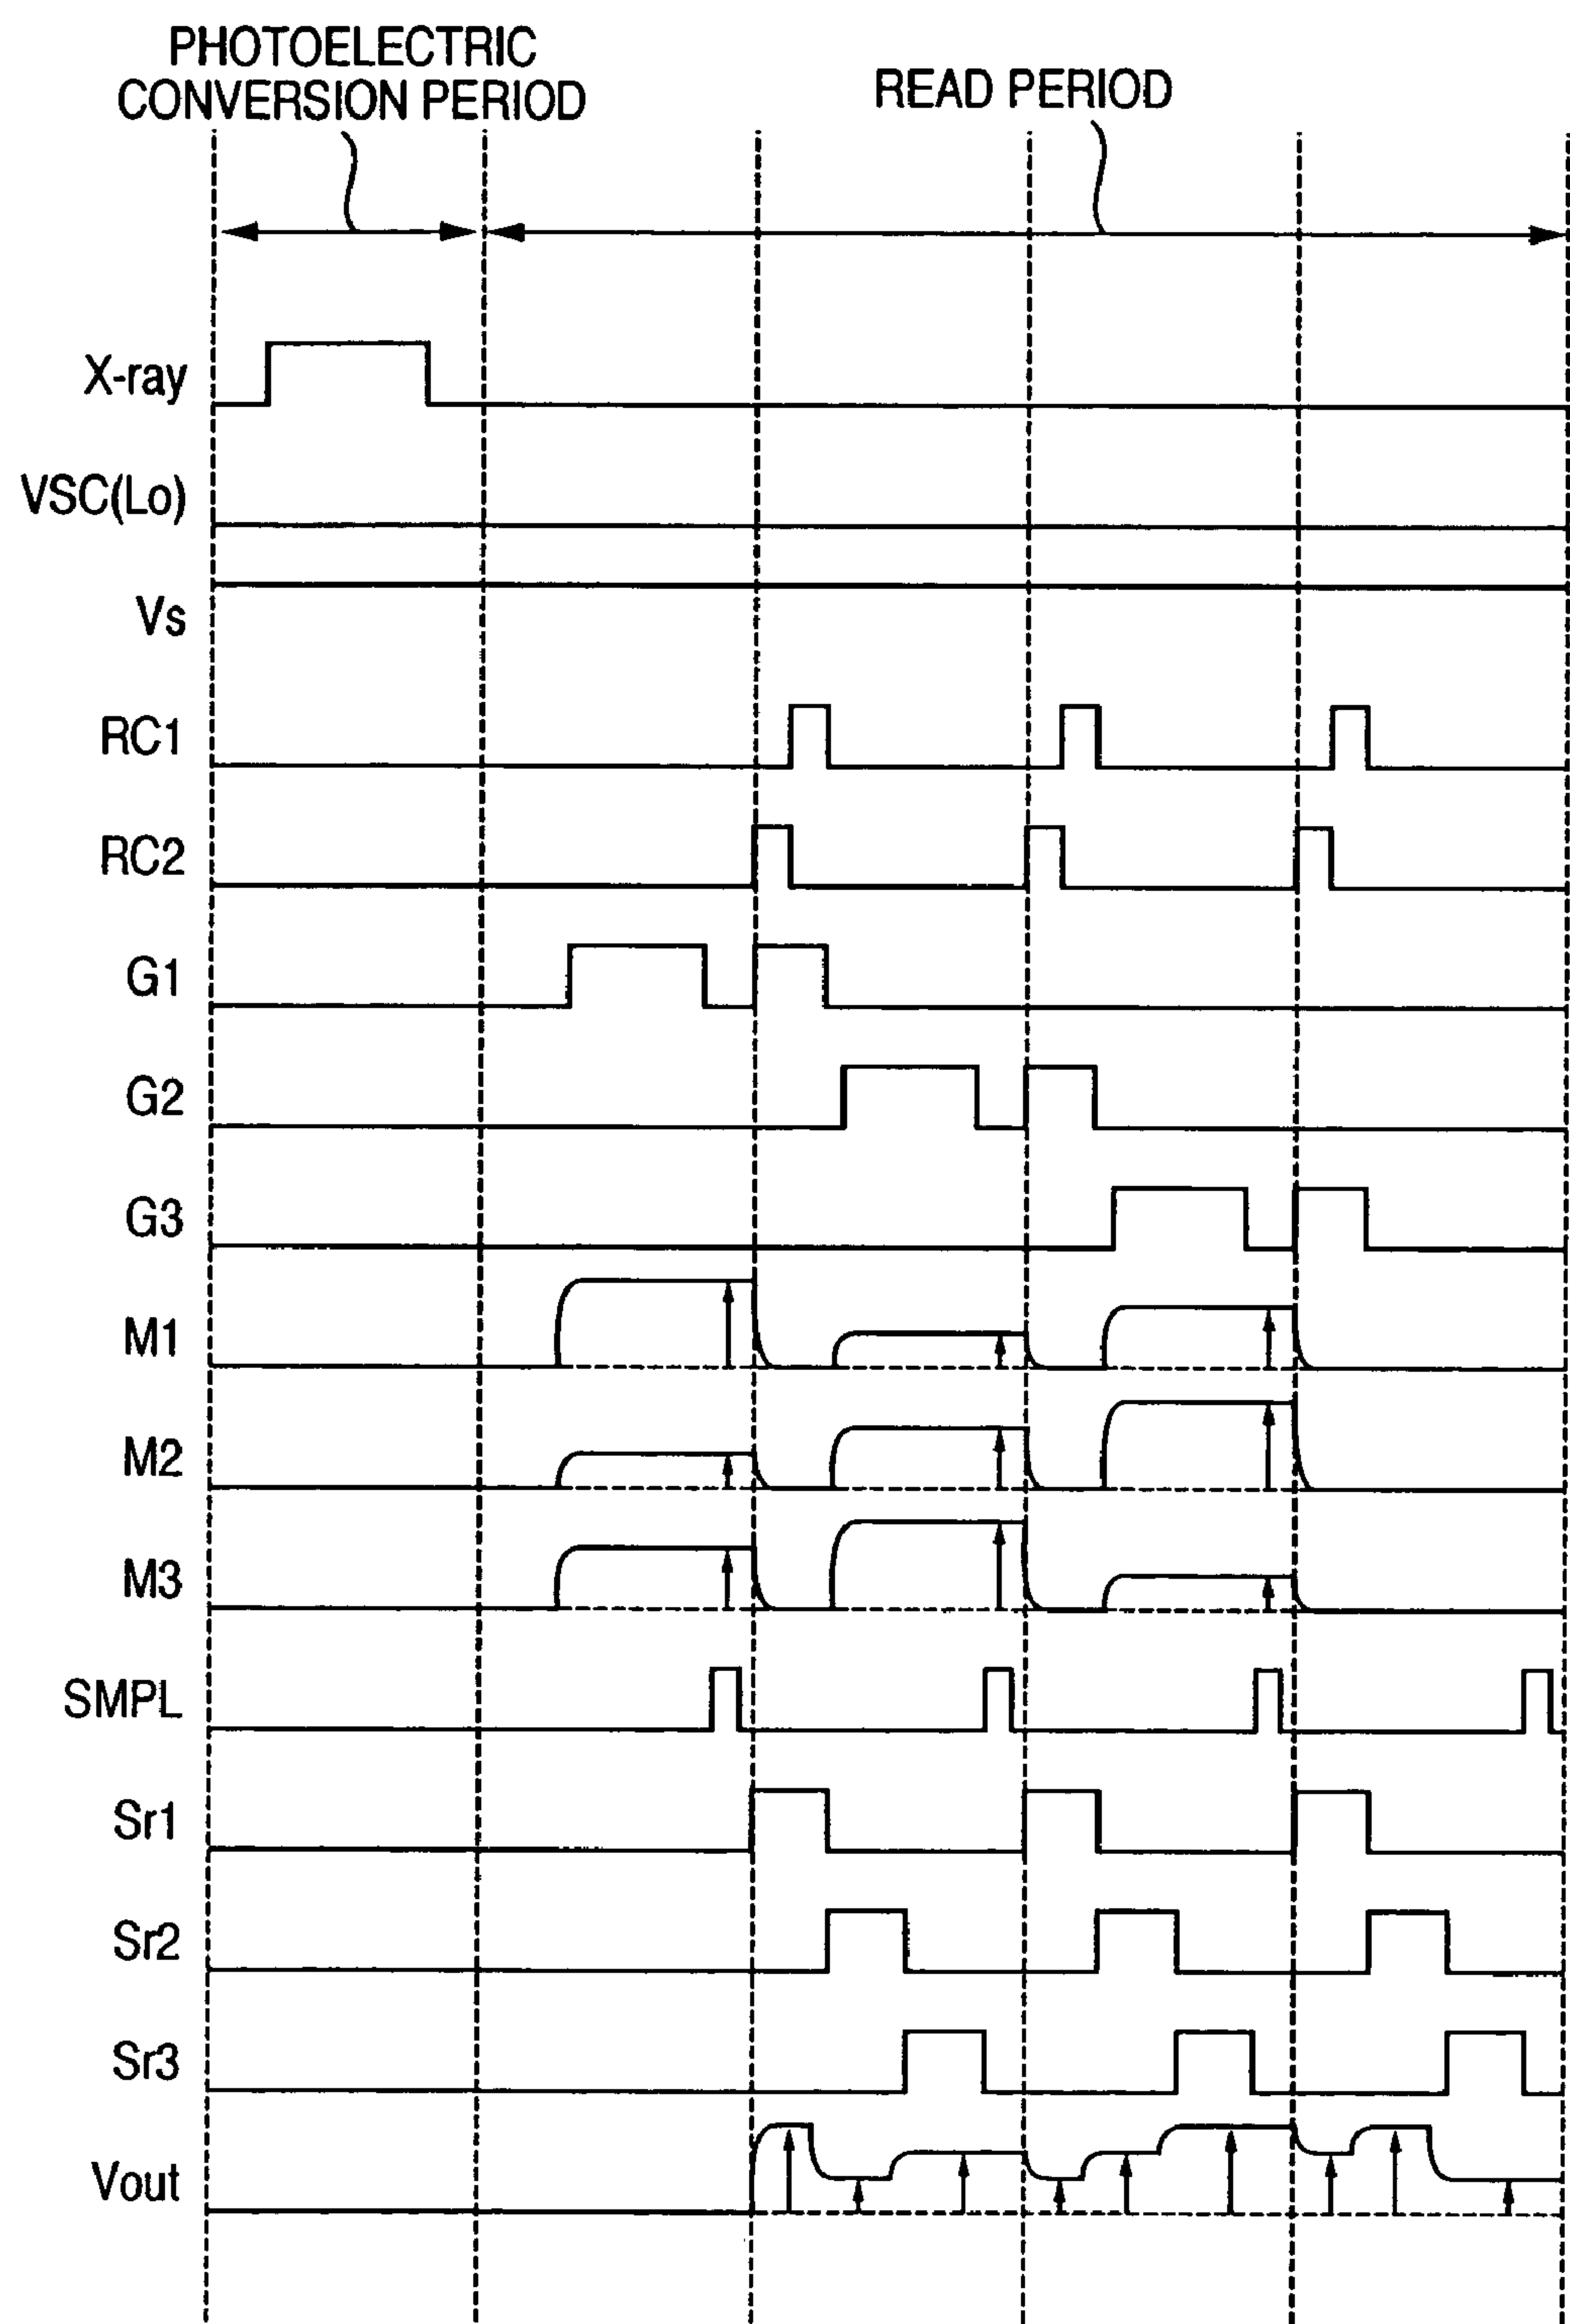 PHOTOELECTRIC
CONVERSION PERIOD
READ PERIOD
X-ray
VSC(Lo)
Vs
RC1
RC2
G1
G2
G3
M1
M2
M3
SMPL
Sr1
Sr2
Sr3
Vout